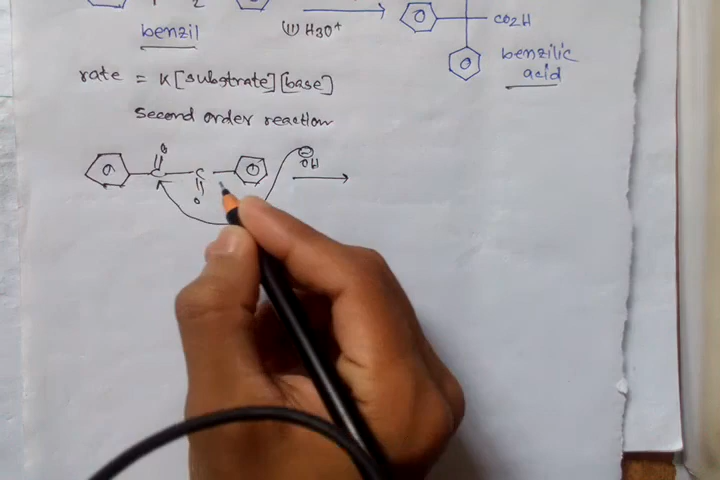 benzil (ii) H3O+ CO2H
benzilic
acid
rate = K[substrate][base]
Second order reaction
O ⊖
C C OH
O